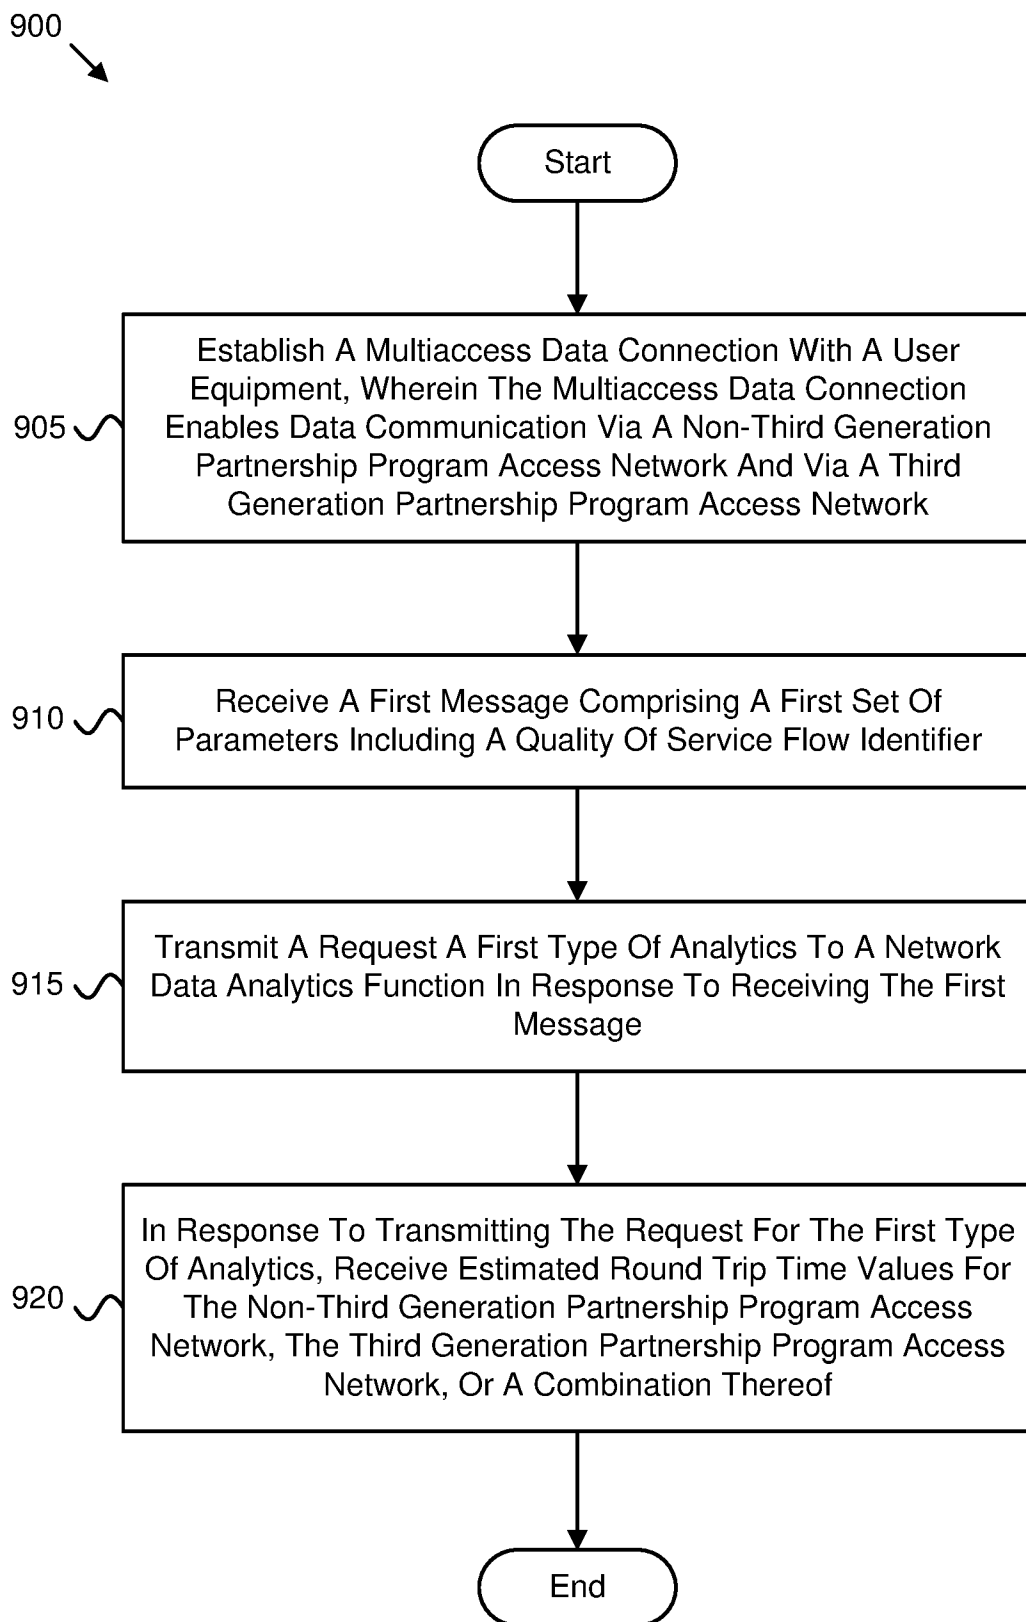 900
Start
905
Establish A Multiaccess Data Connection With A User
Equipment, Wherein The Multiaccess Data Connection
Enables Data Communication Via A Non-Third Generation
Partnership Program Access Network And Via A Third
Generation Partnership Program Access Network
910
Receive A First Message Comprising A First Set Of
Parameters Including A Quality Of Service Flow Identifier
915
Transmit A Request A First Type Of Analytics To A Network
Data Analytics Function In Response To Receiving The First
Message
920
In Response To Transmitting The Request For The First Type
Of Analytics, Receive Estimated Round Trip Time Values For
The Non-Third Generation Partnership Program Access
Network, The Third Generation Partnership Program Access
Network, Or A Combination Thereof
End